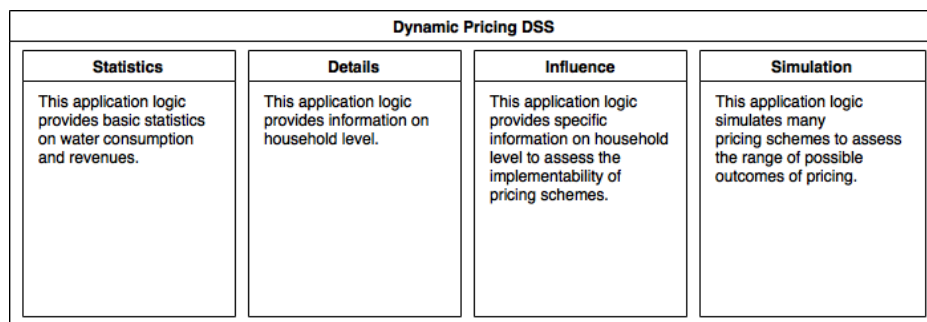 Dynamic Pricing DSS
Statistics
This application logic
provides basic statistics
on water consumption
and revenues.
Details
This application logic
provides information on
household level.
Influence
This application logic
provides specific
information on household
level to assess the
implementability of
pricing schemes.
Simulation
This application logic
simulates many
pricing schemes to assess
the range of possible
outcomes of pricing.